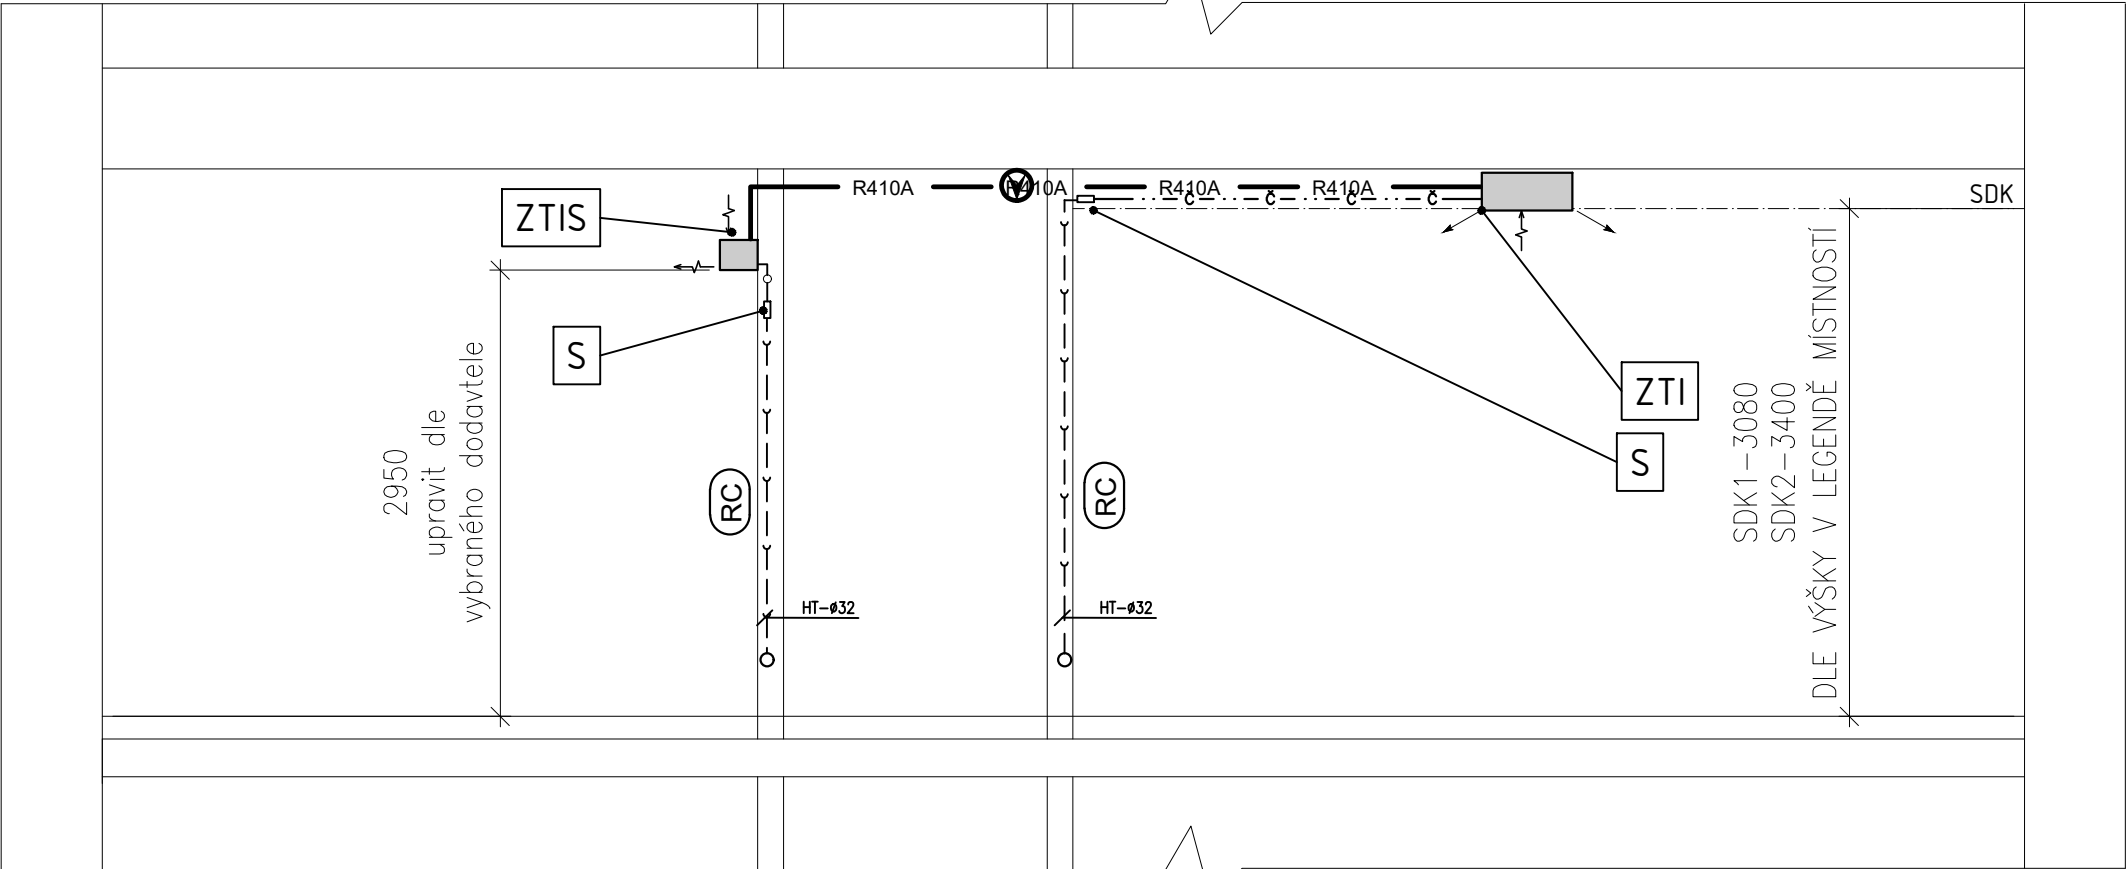 R410A
R410A
R410A
R410A
Č
Č
Č
Č
SDK
ZTIS
S
2950
upravit dle
vybraného dodavtele
RC
RC
HT-ø32
HT-ø32
ZTI
S
SDK1-3080
SDK2-3400
DLE VÝŠKY V LEGENDĚ MÍSTNOSTÍ